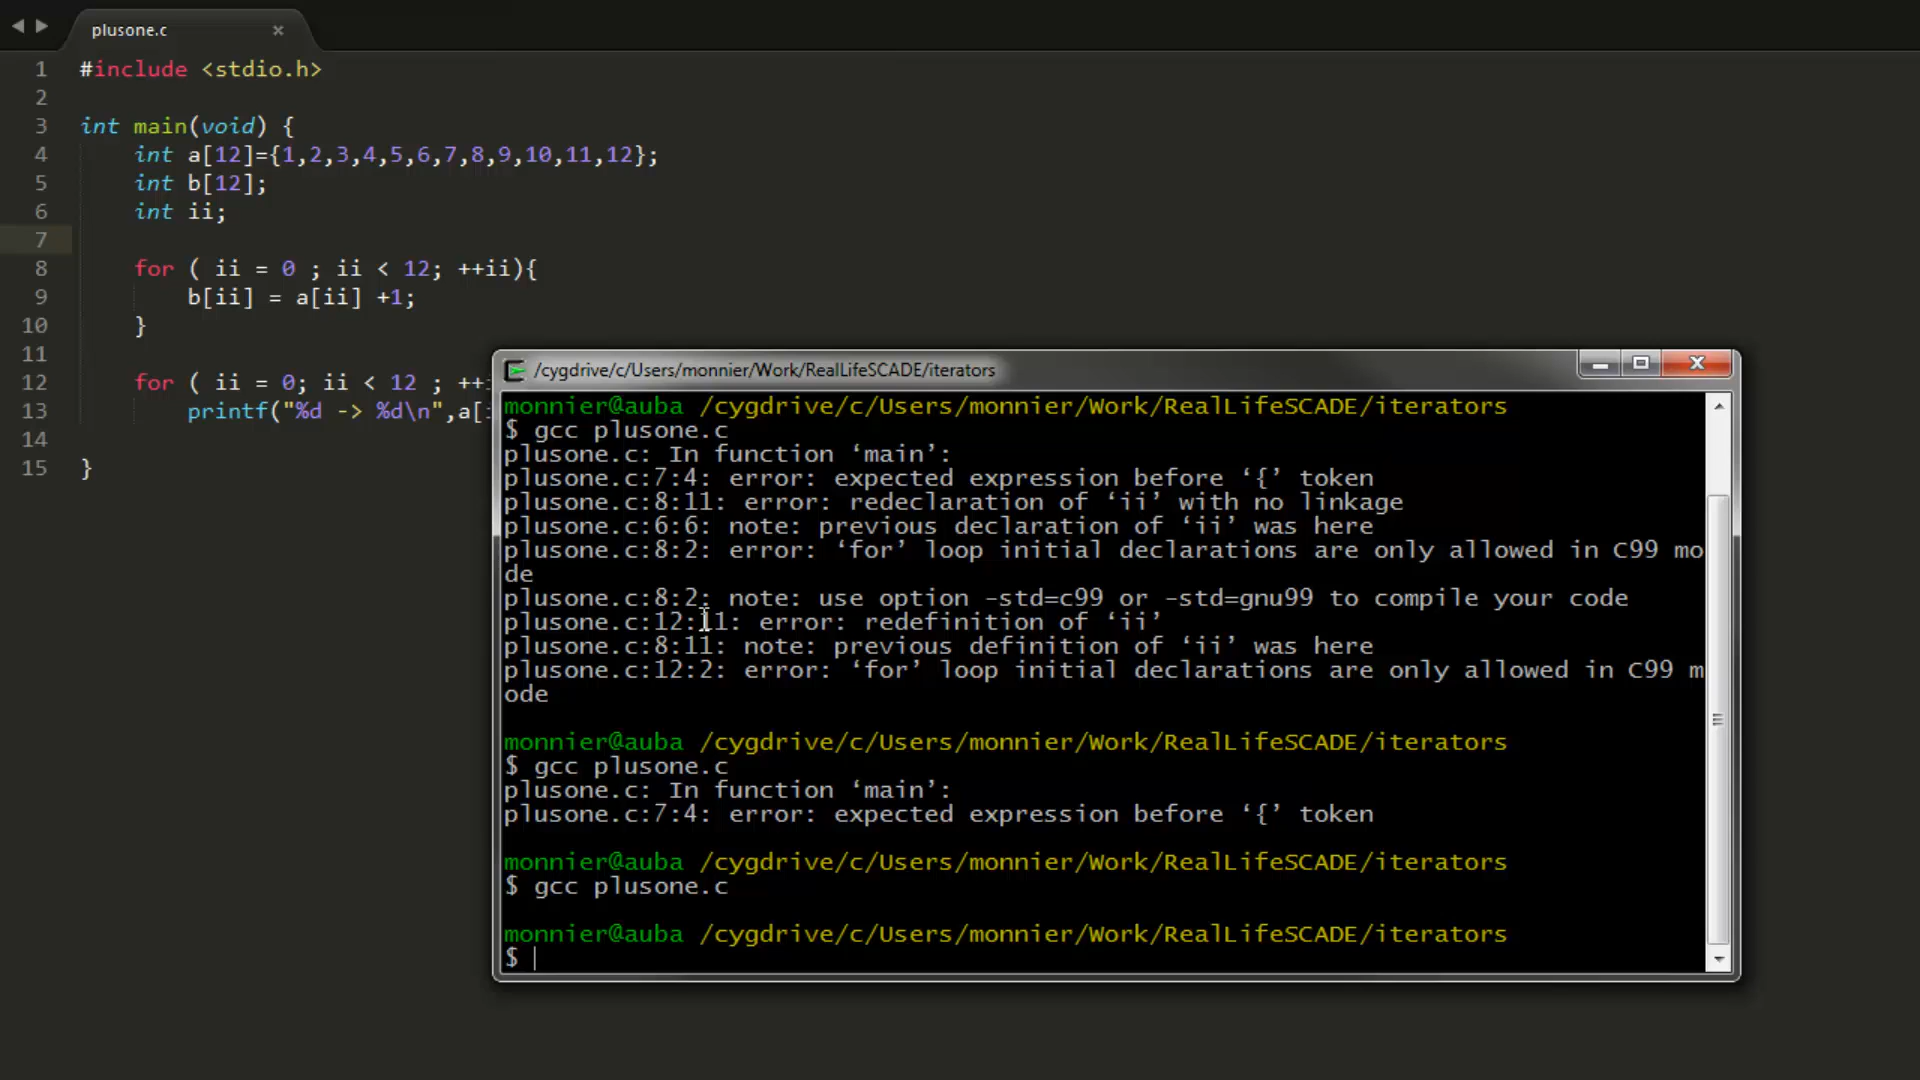 plusone.c
1 #include <stdio.h>
2
3 int main(void) {
4 int a[12]={1,2,3,4,5,6,7,8,9,10,11,12};
5 int b[12];
6 int ii;
7
8 for ( ii = 0 ; ii < 12; ++ii){
9 b[ii] = a[ii] +1;
10 }
11
12 for ( ii = 0; ii < 12 ; ++i
13 printf("%d -> %d\n",a[
14
15 }
/cygdrive/c/Users/monnier/Work/RealLifeSCADE/iterators
monnier@auba /cygdrive/c/Users/monnier/Work/RealLifeSCADE/iterators
$ gcc plusone.c
plusone.c: In function ‘main’:
plusone.c:7:4: error: expected expression before ‘{’ token
plusone.c:8:11: error: redeclaration of ‘ii’ with no linkage
plusone.c:6:6: note: previous declaration of ‘ii’ was here
plusone.c:8:2: error: ‘for’ loop initial declarations are only allowed in C99 mo
de
plusone.c:8:2: note: use option -std=c99 or -std=gnu99 to compile your code
plusone.c:12:11: error: redefinition of ‘ii’
plusone.c:8:11: note: previous definition of ‘ii’ was here
plusone.c:12:2: error: ‘for’ loop initial declarations are only allowed in C99 m
ode
monnier@auba /cygdrive/c/Users/monnier/Work/RealLifeSCADE/iterators
$ gcc plusone.c
plusone.c: In function ‘main’:
plusone.c:7:4: error: expected expression before ‘{’ token
monnier@auba /cygdrive/c/Users/monnier/Work/RealLifeSCADE/iterators
$ gcc plusone.c
monnier@auba /cygdrive/c/Users/monnier/Work/RealLifeSCADE/iterators
$